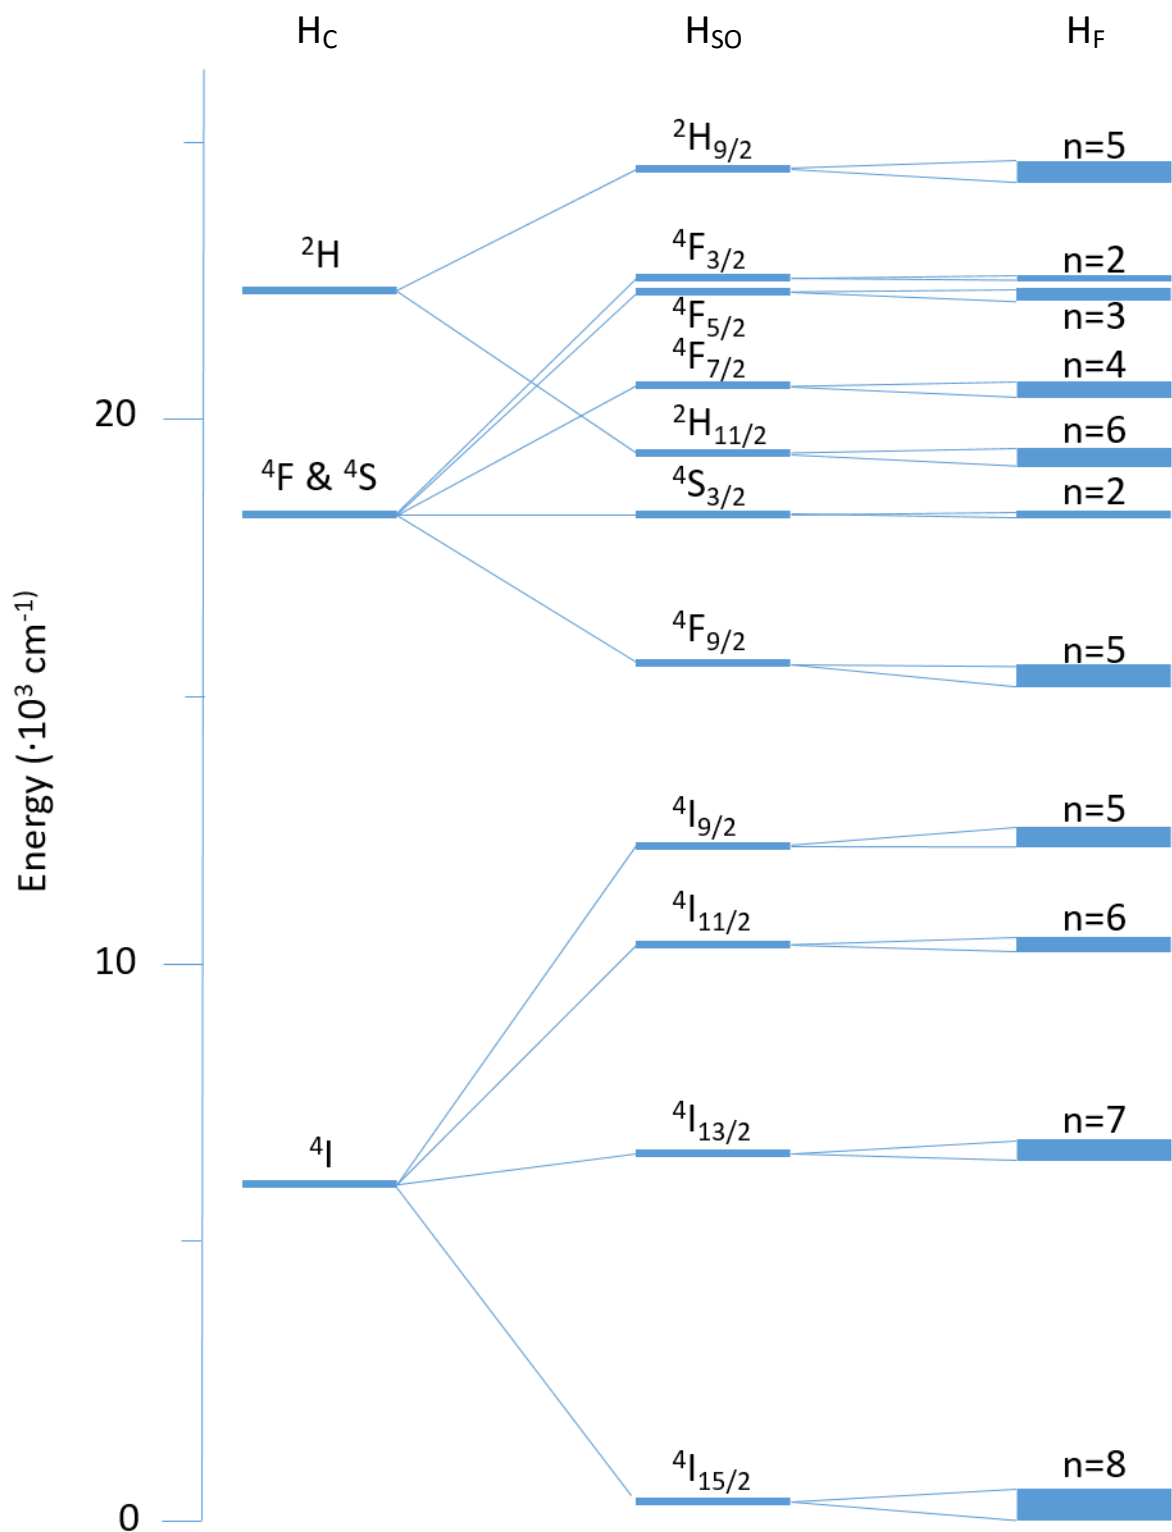 H_C H_SO H_F
²H_9/2 n=5
²H ⁴F_3/2 n=2
⁴F_5/2 n=3
⁴F_7/2 n=4
20 ²H_11/2 n=6
⁴F & ⁴S ⁴S_3/2 n=2
⁴F_9/2 n=5
Energy (·10³ cm⁻¹)
⁴I_9/2 n=5
⁴I_11/2 n=6
10
⁴I ⁴I_13/2 n=7
⁴I_15/2 n=8
0